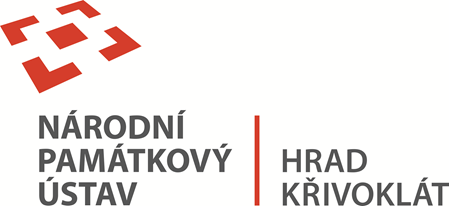 NÁRODNÍ
PAMÁTKOVÝ
ÚSTAV
HRAD
KŘIVOKLÁT